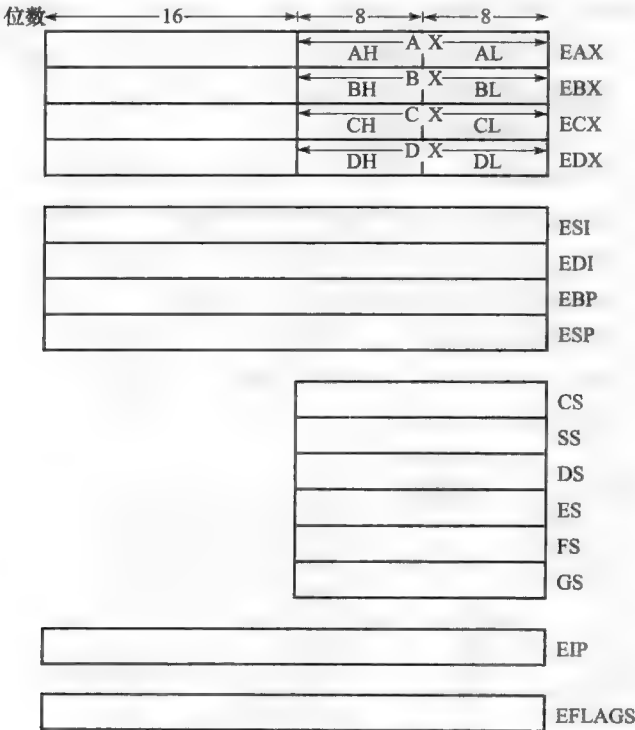 位数 16 8 8
A X
AH AL EAX
B X
BH BL EBX
C X
CH CL ECX
D X
DH DL EDX
ESI
EDI
EBP
ESP
CS
SS
DS
ES
FS
GS
EIP
EFLAGS